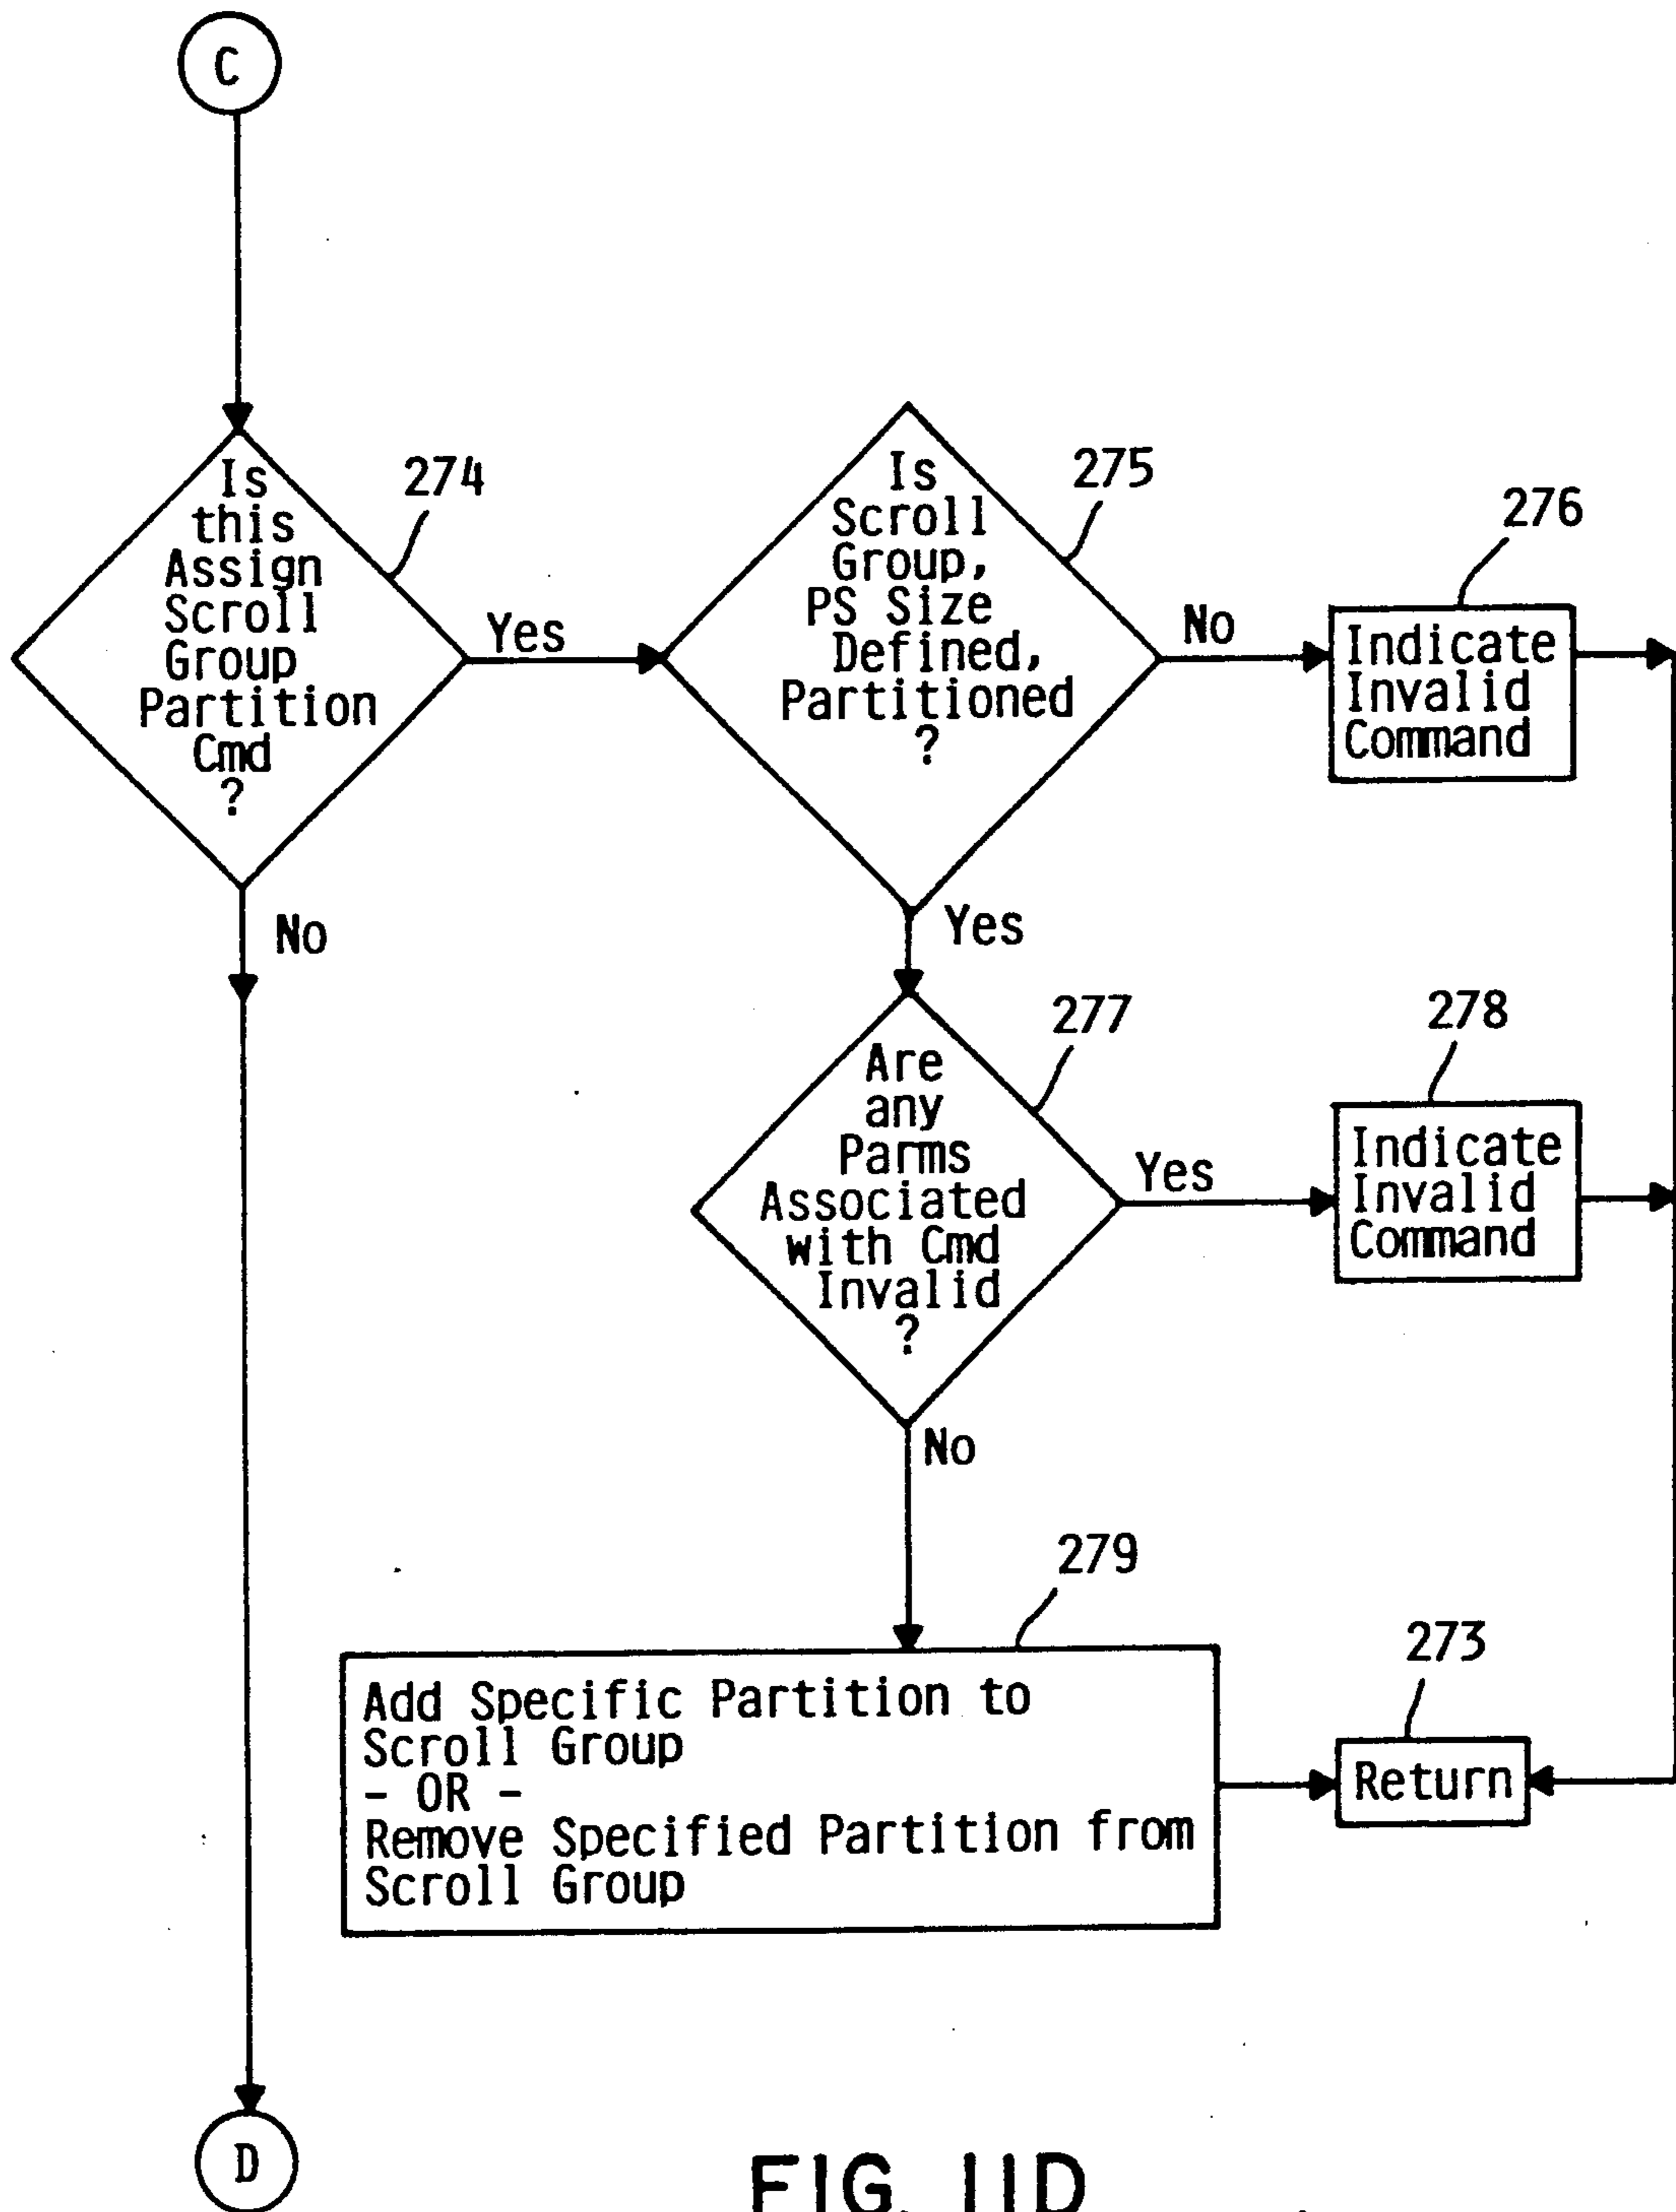 C
Is
this
Assign
Scroll
Group
Partition
Cmd
?
274
Yes
No
Is
Scroll
Group,
PS Size
Defined,
Partitioned
?
275
No
Yes
276
Indicate
Invalid
Command
Are
any
Parms
Associated
with Cmd
Invalid
?
277
Yes
No
278
Indicate
Invalid
Command
279
Add Specific Partition to
Scroll Group
- OR -
Remove Specified Partition from
Scroll Group
273
Return
D
FIG. 11D